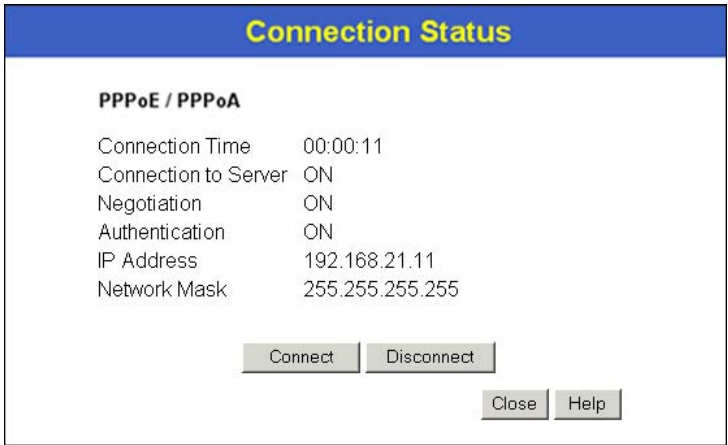 Connection Status
PPPoE / PPPoA
Connection Time 00:00:11
Connection to Server ON
Negotiation ON
Authentication ON
IP Address 192.168.21.11
Network Mask 255.255.255.255
Connect Disconnect
Close Help